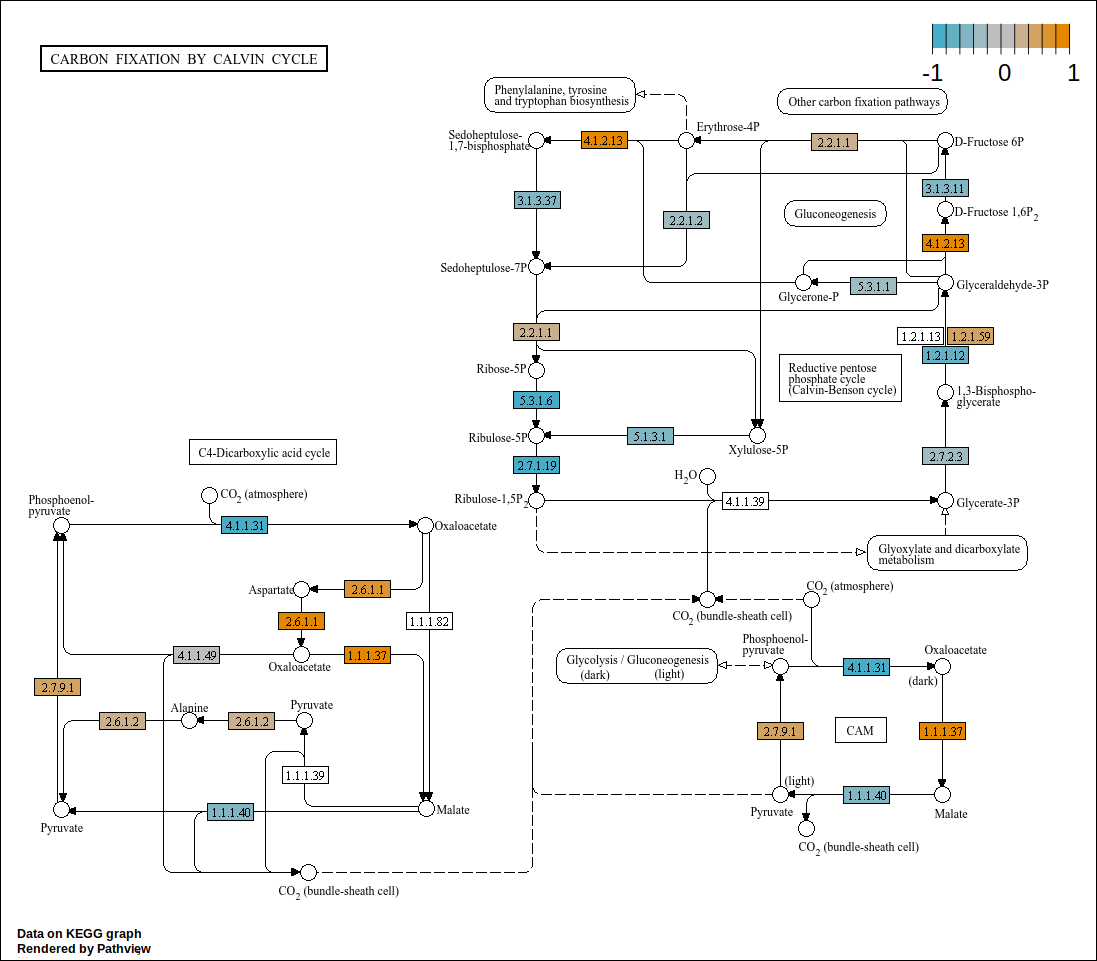 CARBON FIXATION BY CALVIN CYCLE
-1 0 1
Phenylalanine, tyrosine
and tryptophan biosynthesis
Other carbon fixation pathways
Erythrose-4P
Sedoheptulose-
1,7-bisphosphate
4.1.2.13
2.2.1.1
D-Fructose 6P
3.1.3.37
3.1.3.11
2.2.1.2
Gluconeogenesis
D-Fructose 1,6P2
4.1.2.13
Sedoheptulose-7P
5.3.1.1
Glyceraldehyde-3P
Glycerone-P
2.2.1.1
1.2.1.13
1.2.1.59
1.2.1.12
Ribose-5P
Reductive pentose
phosphate cycle
(Calvin-Benson cycle)
1,3-Bisphospho-
glycerate
5.3.1.6
Ribulose-5P
5.1.3.1
Xylulose-5P
2.7.2.3
2.7.1.19
H2O
Ribulose-1,5P2
4.1.1.39
Glycerate-3P
Glyoxylate and dicarboxylate
metabolism
C4-Dicarboxylic acid cycle
CO2 (atmosphere)
Phosphoenol-
pyruvate
4.1.1.31
Oxaloacetate
Aspartate
2.6.1.1
2.6.1.1
1.1.1.82
4.1.1.49
Oxaloacetate
1.1.1.37
2.7.9.1
Alanine
Pyruvate
2.6.1.2
2.6.1.2
1.1.1.39
1.1.1.40
Malate
Pyruvate
CO2 (bundle-sheath cell)
CO2 (atmosphere)
CO2 (bundle-sheath cell)
Phosphoenol-
pyruvate
Oxaloacetate
Glycolysis / Gluconeogenesis
(dark) (light)
4.1.1.31
(dark)
2.7.9.1
CAM
1.1.1.37
(light)
1.1.1.40
Pyruvate
Malate
CO2 (bundle-sheath cell)
Data on KEGG graph
Rendered by Pathview